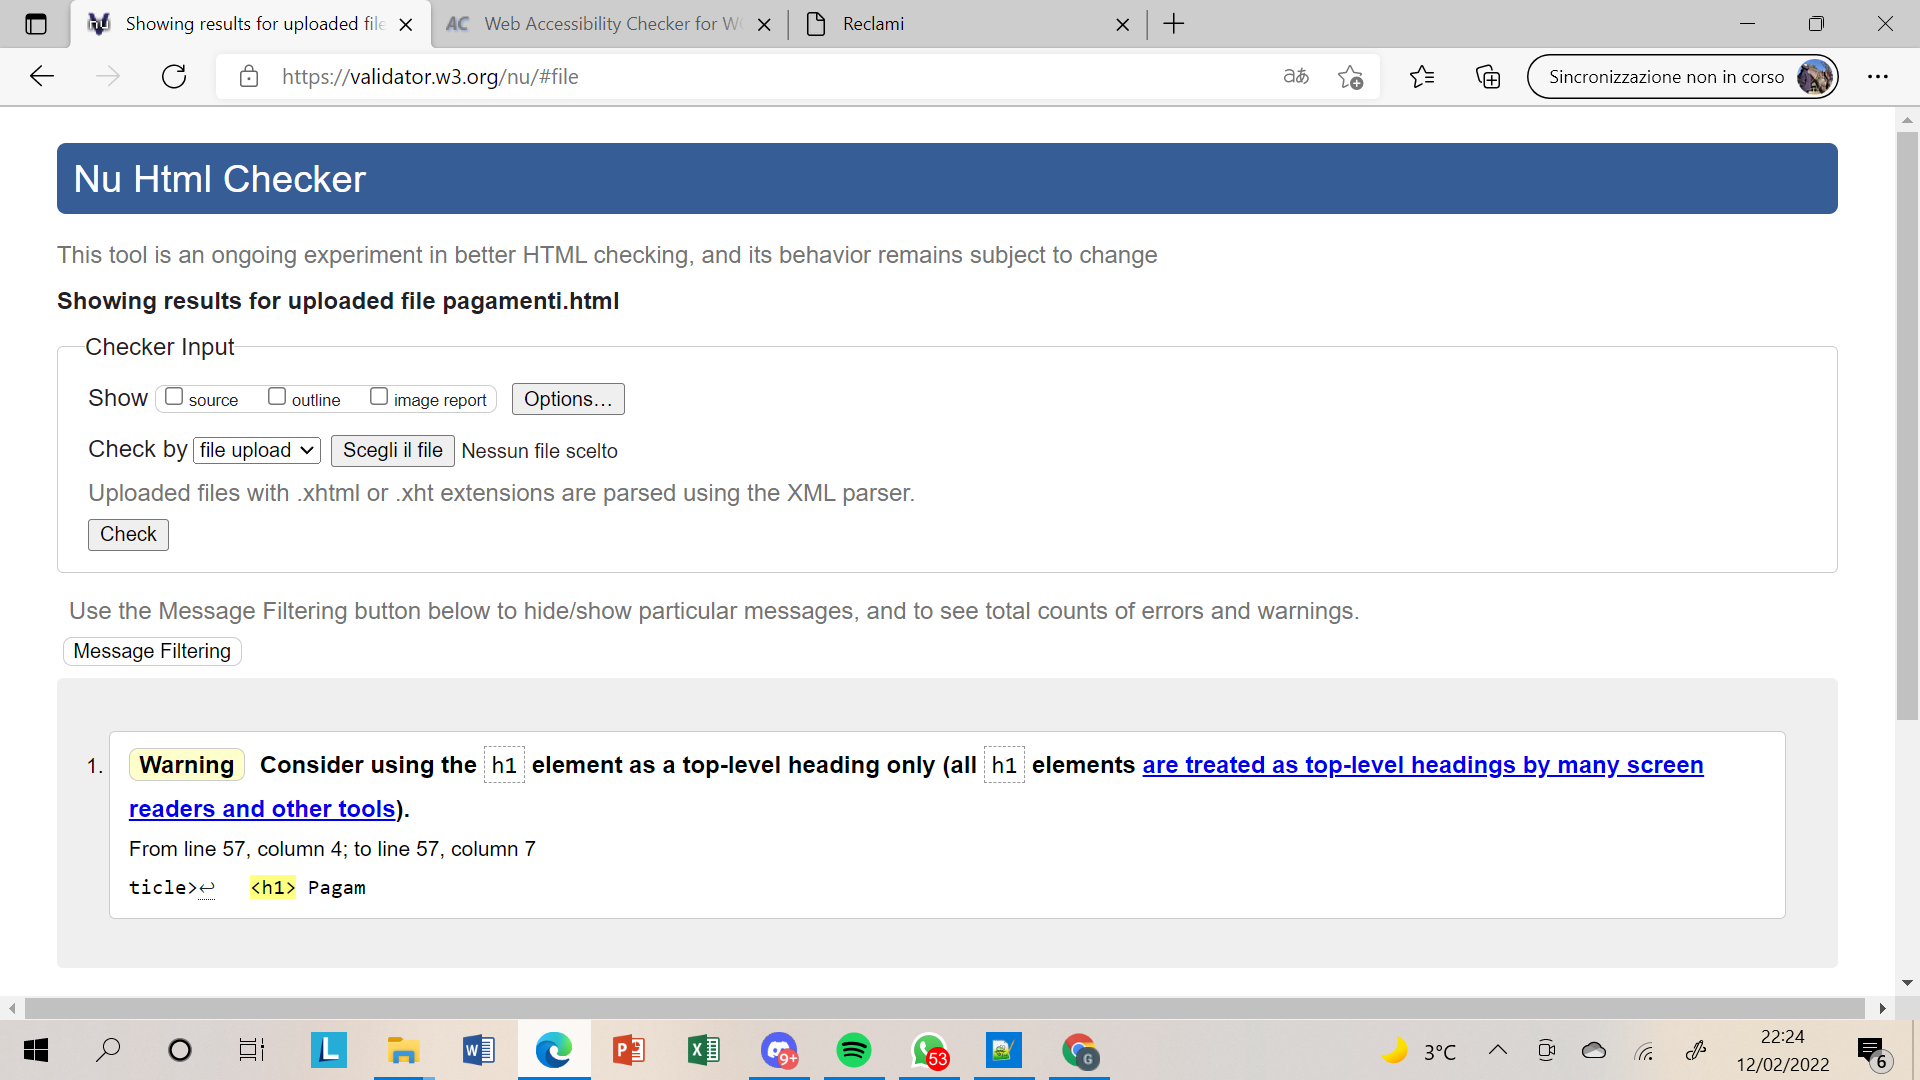 Showing results for uploaded file
Web Accessibility Checker for WC
Reclami
https://validator.w3.org/nu/#file
aあ
Sincronizzazione non in corso
Nu Html Checker
This tool is an ongoing experiment in better HTML checking, and its behavior remains subject to change
Showing results for uploaded file pagamenti.html
Checker Input
Show source outline image report Options...
Check by file upload Scegli il file Nessun file scelto
Uploaded files with .xhtml or .xht extensions are parsed using the XML parser.
Check
Use the Message Filtering button below to hide/show particular messages, and to see total counts of errors and warnings.
Message Filtering
1. Warning Consider using the h1 element as a top-level heading only (all h1 elements are treated as top-level headings by many screen
readers and other tools).
From line 57, column 4; to line 57, column 7
ticle>↩ <h1> Pagam
9+
53
G
3°C
22:24
12/02/2022
6